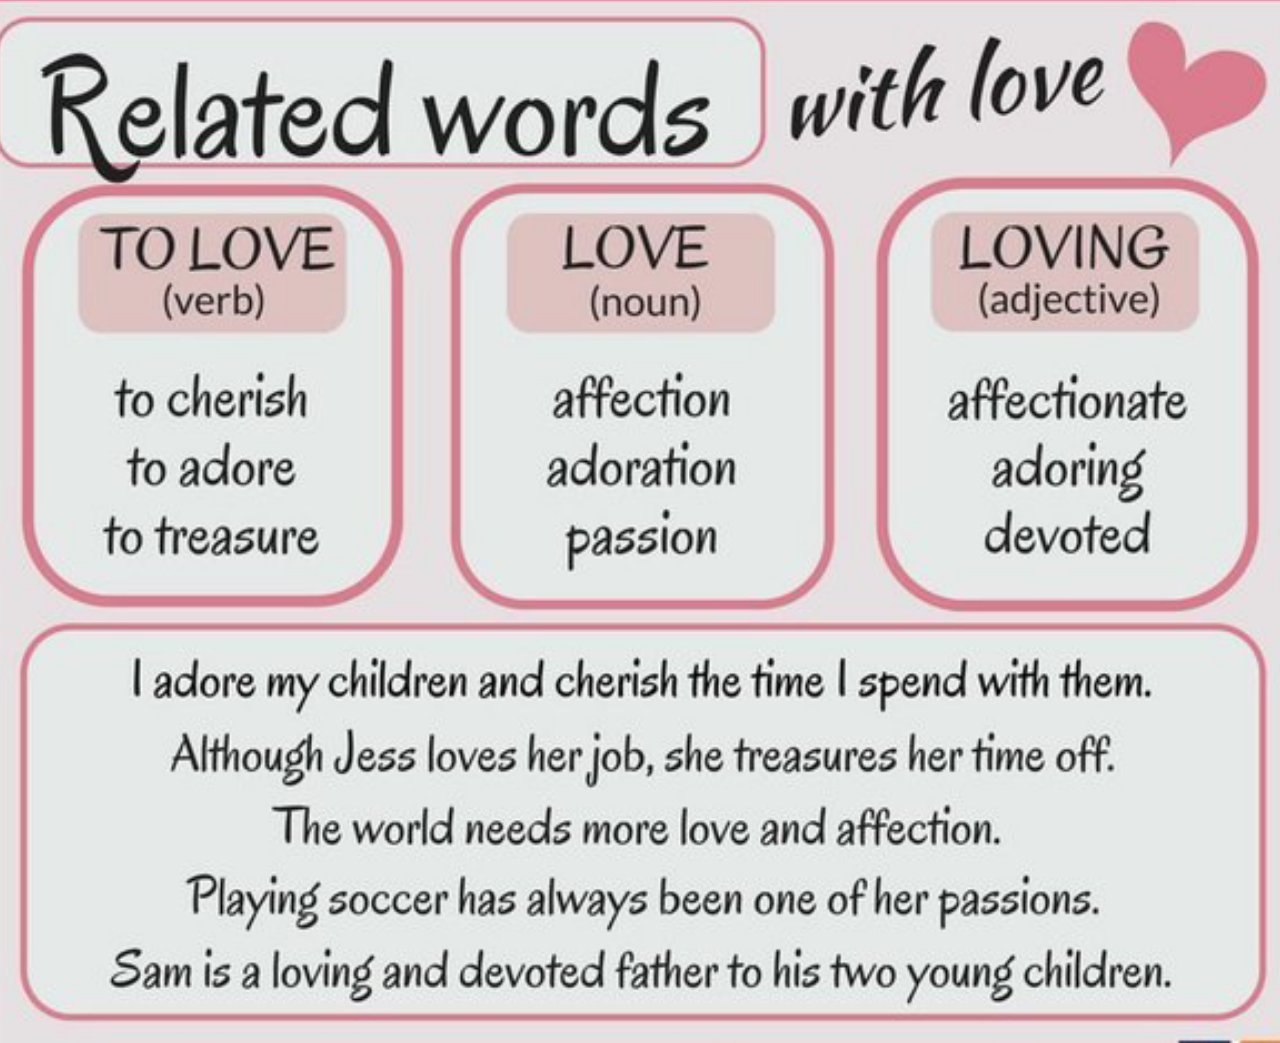 Related words with love
TO LOVE
(verb)
to cherish
to adore
to treasure
LOVE
(noun)
affection
adoration
passion
LOVING
(adjective)
affectionate
adoring
devoted
I adore my children and cherish the time I spend with them.
Although Jess loves her job, she treasures her time off.
The world needs more love and affection.
Playing soccer has always been one of her passions.
Sam is a loving and devoted father to his two young children.